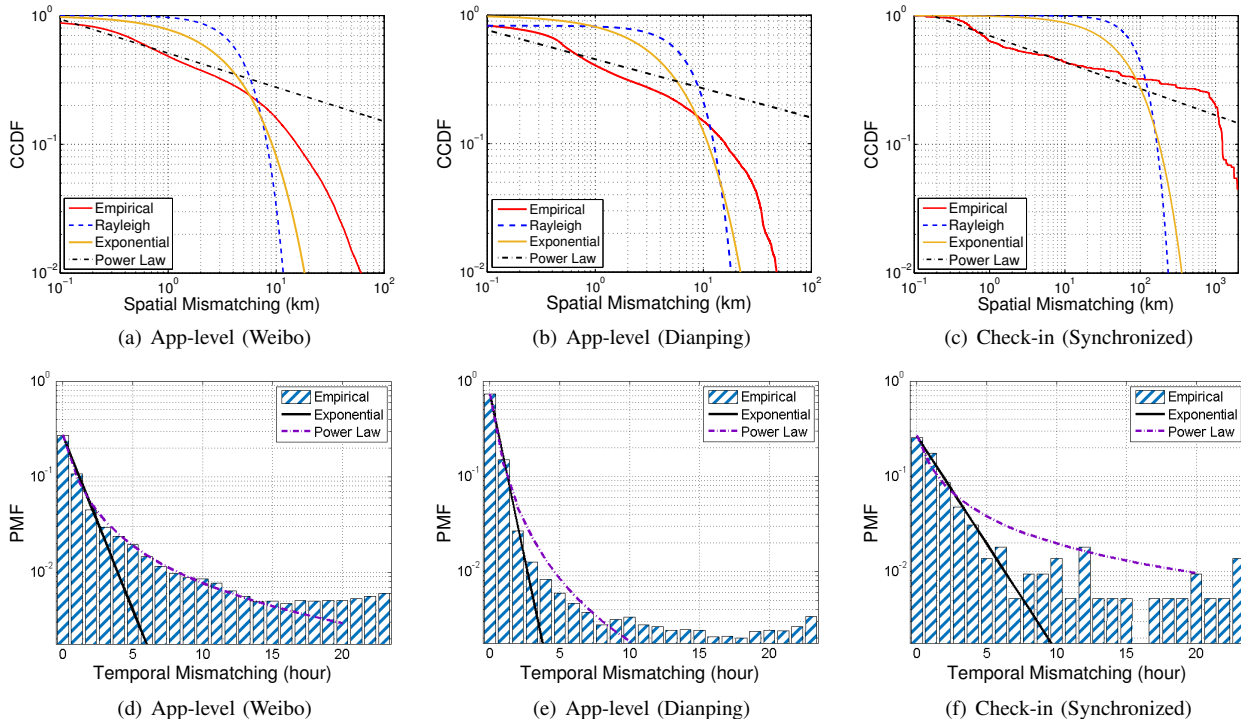 10^0
10^-1
10^-2
CCDF
Empirical
Rayleigh
Exponential
Power Law
10^-1 10^0 10^1 10^2
Spatial Mismatching (km)
(a) App-level (Weibo)
10^0
10^-1
10^-2
CCDF
Empirical
Rayleigh
Exponential
Power Law
10^-1 10^0 10^1 10^2
Spatial Mismatching (km)
(b) App-level (Dianping)
10^0
10^-1
10^-2
CCDF
Empirical
Rayleigh
Exponential
Power Law
10^-1 10^0 10^1 10^2 10^3
Spatial Mismatching (km)
(c) Check-in (Synchronized)
10^0
10^-1
10^-2
PMF
Empirical
Exponential
Power Law
0 5 10 15 20
Temporal Mismatching (hour)
(d) App-level (Weibo)
10^0
10^-1
10^-2
PMF
Empirical
Exponential
Power Law
0 5 10 15 20
Temporal Mismatching (hour)
(e) App-level (Dianping)
10^0
10^-1
10^-2
PMF
Empirical
Exponential
Power Law
0 5 10 15 20
Temporal Mismatching (hour)
(f) Check-in (Synchronized)